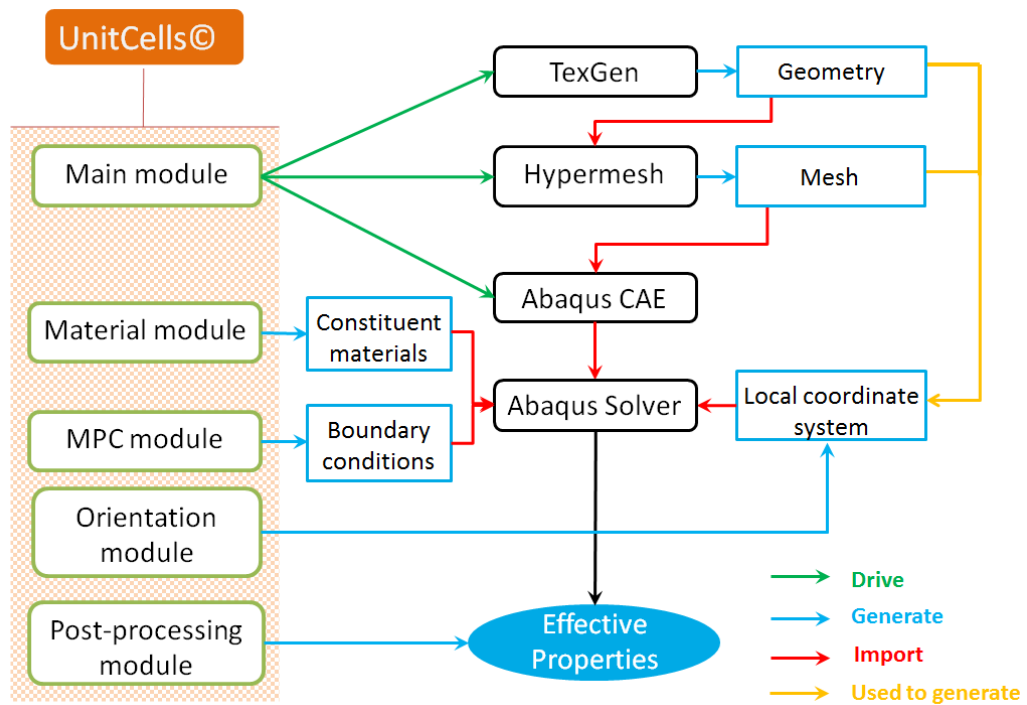 UnitCells©
TexGen
Geometry
Main module
Hypermesh
Mesh
Abaqus CAE
Material module
Constituent
materials
Abaqus Solver
Local coordinate
system
MPC module
Boundary
conditions
Orientation
module
Post-processing
module
Effective
Properties
Drive
Generate
Import
Used to generate